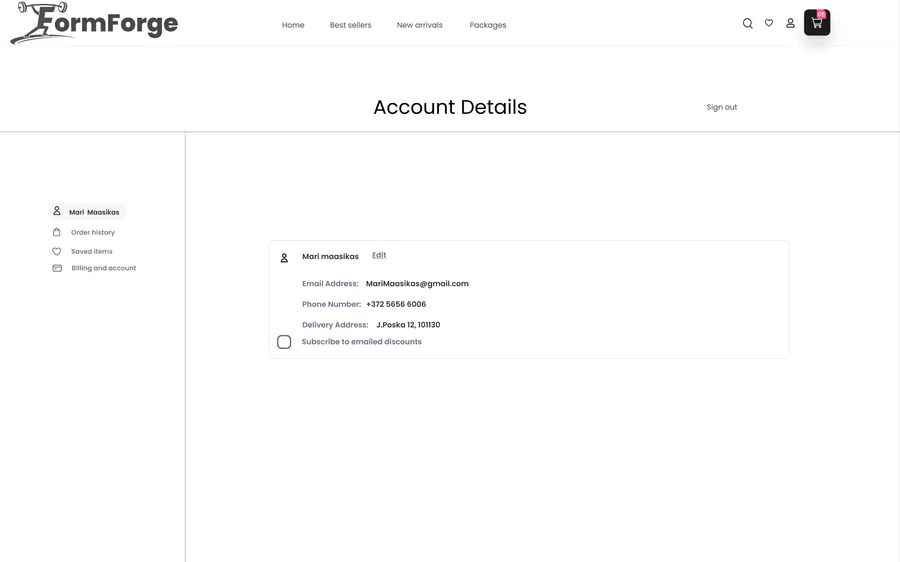 FormForge
Home Best sellers New arrivals Packages
05
Account Details
Sign out
Mari Maasikas
Order history
Saved items
Billing and account
Mari maasikas Edit
Email Address: MariMaasikas@gmail.com
Phone Number: +372 5656 6006
Delivery Address: J.Poska 12, 101130
Subscribe to emailed discounts